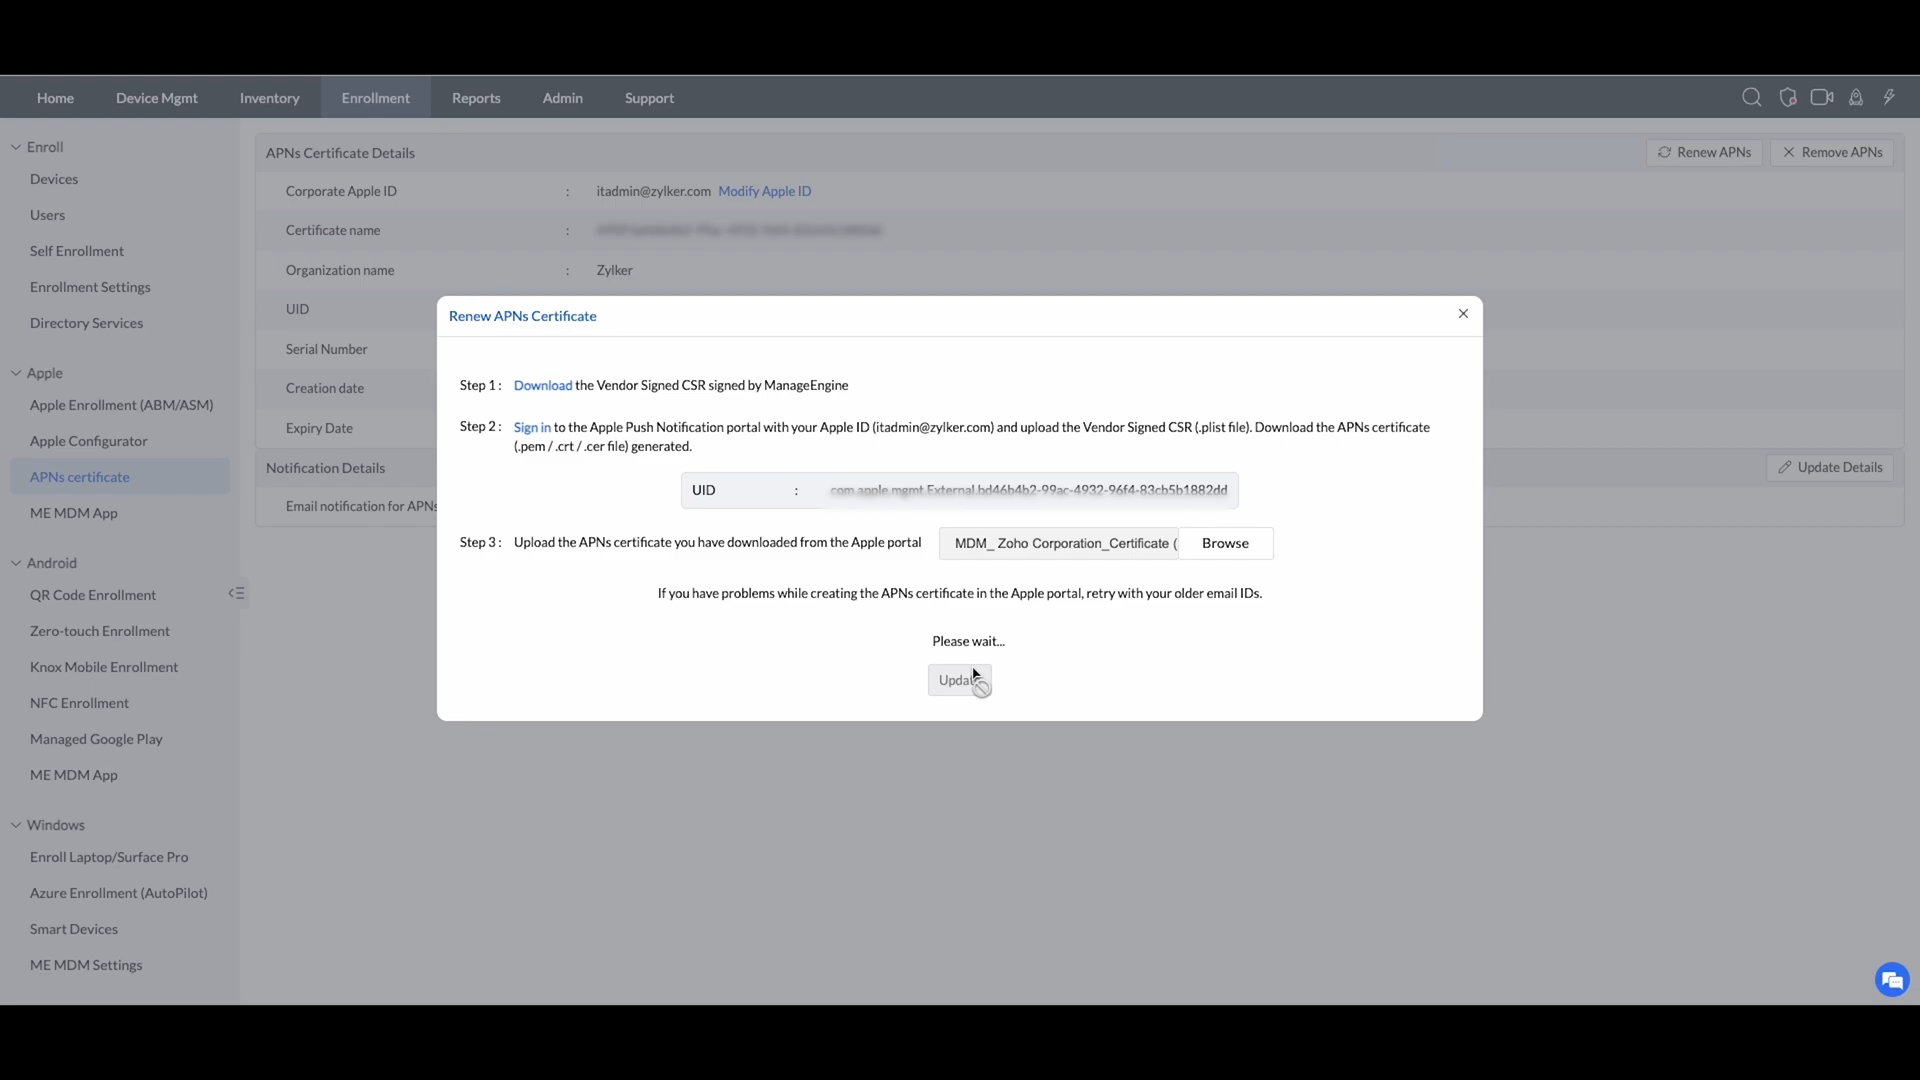 Home Device Mgmt Inventory Enrollment Reports Admin Support
Enroll
Devices
Users
Self Enrollment
Enrollment Settings
Directory Services
Apple
Apple Enrollment (ABM/ASM)
Apple Configurator
APNs certificate
ME MDM App
Android
QR Code Enrollment
Zero-touch Enrollment
Knox Mobile Enrollment
NFC Enrollment
Managed Google Play
ME MDM App
Windows
Enroll Laptop/Surface Pro
Azure Enrollment (AutoPilot)
Smart Devices
ME MDM Settings
APNs Certificate Details Renew APNs Remove APNs
Corporate Apple ID : itadmin@zylker.com Modify Apple ID
Certificate name :
Organization name : Zylker
UID
Serial Number
Creation date
Expiry Date
Notification Details Update Details
Email notification for APNs
Renew APNs Certificate
Step 1 : Download the Vendor Signed CSR signed by ManageEngine
Step 2 : Sign in to the Apple Push Notification portal with your Apple ID (itadmin@zylker.com) and upload the Vendor Signed CSR (.plist file). Download the APNs certificate
(.pem / .crt / .cer file) generated.
UID : com.apple.mgmt.External.bd46b4b2-99ac-4932-96f4-83cb5b1882dd
Step 3 : Upload the APNs certificate you have downloaded from the Apple portal MDM_ Zoho Corporation_Certificate ( Browse
If you have problems while creating the APNs certificate in the Apple portal, retry with your older email IDs.
Please wait...